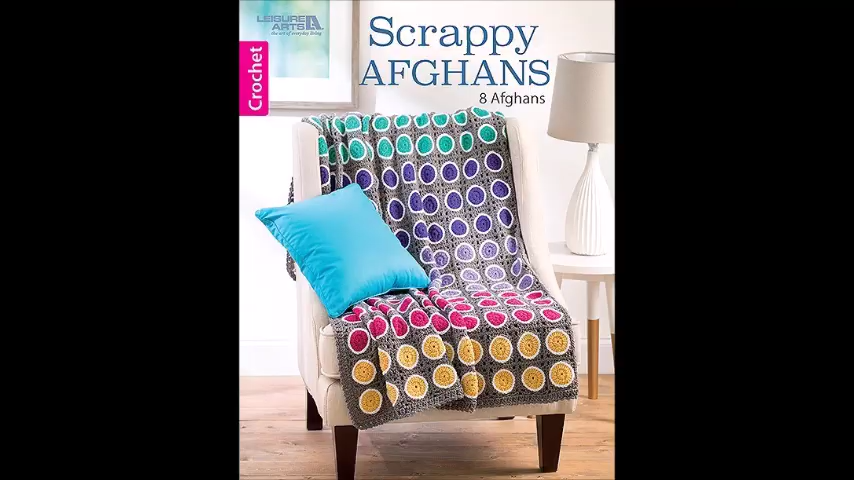 LEISURE
ARTS
the art of everyday living
Crochet
Scrappy
AFGHANS
8 Afghans